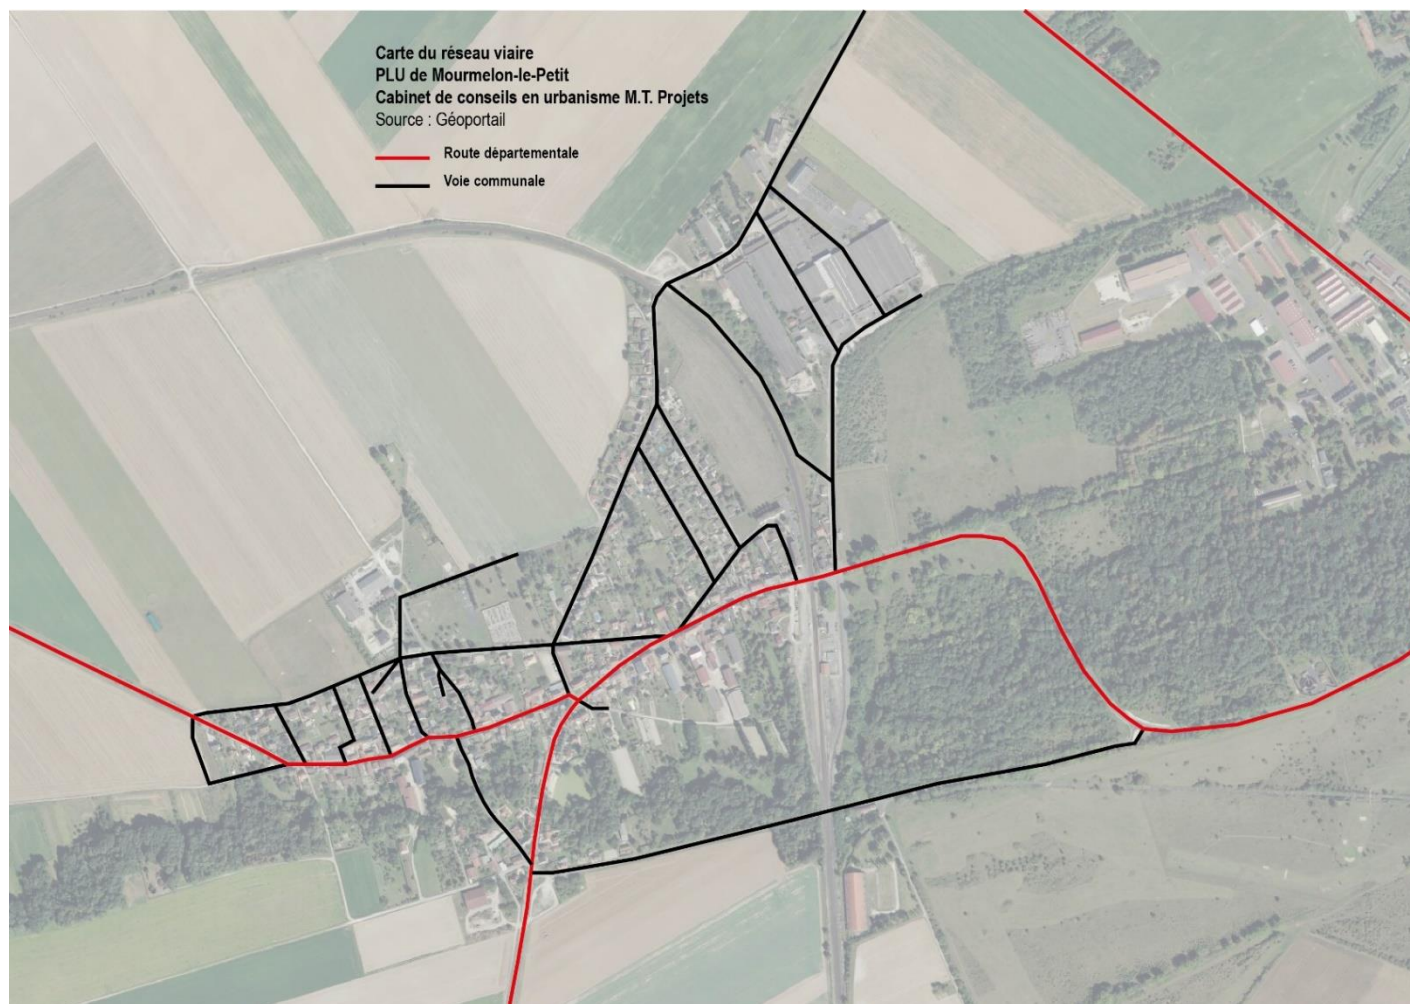 Carte du réseau viaire
PLU de Mourmelon-le-Petit
Cabinet de conseils en urbanisme M.T. Projets
Source : Géoportail
Route départementale
Voie communale